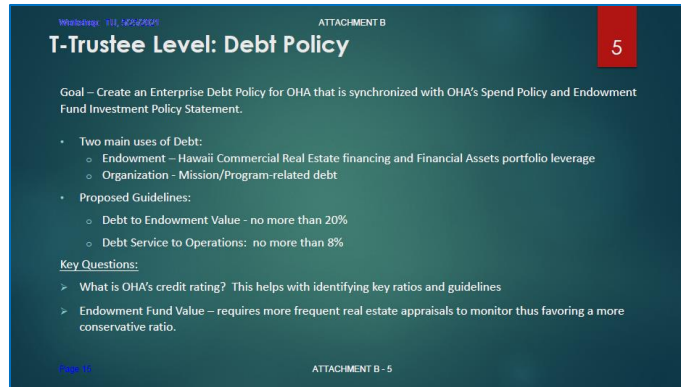 ATTACHMENT B
T-Trustee Level: Debt Policy
5
Goal – Create an Enterprise Debt Policy for OHA that is synchronized with OHA's Spend Policy and Endowment
Fund Investment Policy Statement.
• Two main uses of Debt:
o Endowment – Hawaii Commercial Real Estate financing and Financial Assets portfolio leverage
o Organization - Mission/Program-related debt
• Proposed Guidelines:
o Debt to Endowment Value - no more than 20%
o Debt Service to Operations: no more than 8%
Key Questions:
➢ What is OHA's credit rating? This helps with identifying key ratios and guidelines
➢ Endowment Fund Value – requires more frequent real estate appraisals to monitor thus favoring a more
conservative ratio.
Page 15
ATTACHMENT B - 5